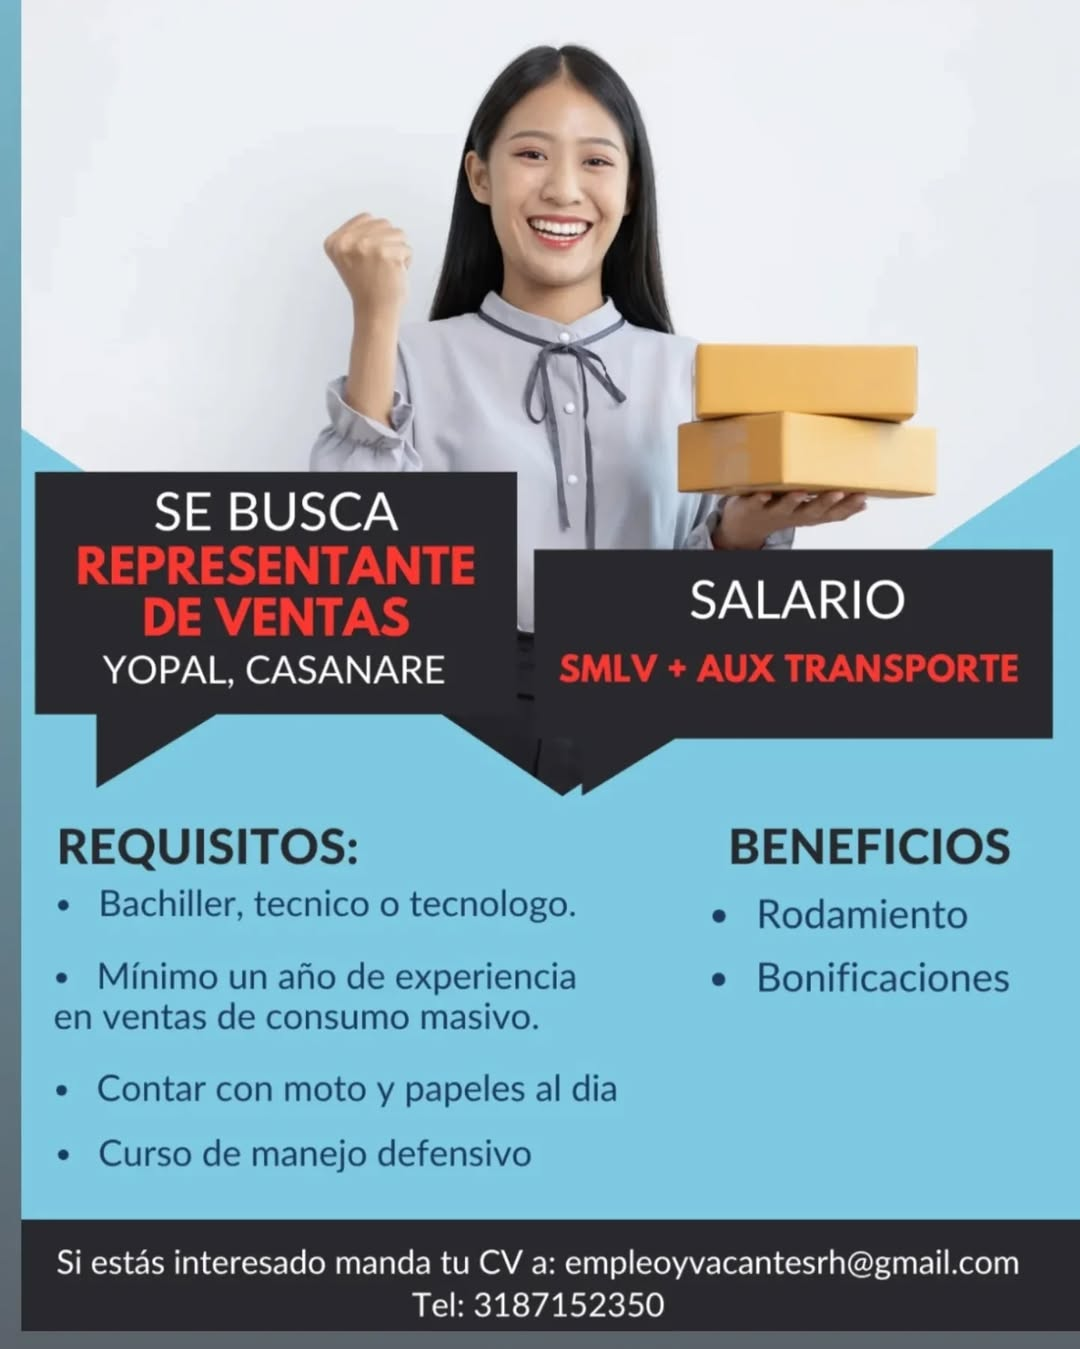 SE BUSCA
REPRESENTANTE
DE VENTAS
YOPAL, CASANARE
SALARIO
SMLV + AUX TRANSPORTE
REQUISITOS:
• Bachiller, tecnico o tecnologo.
• Mínimo un año de experiencia
en ventas de consumo masivo.
• Contar con moto y papeles al dia
• Curso de manejo defensivo
BENEFICIOS
• Rodamiento
• Bonificaciones
Si estás interesado manda tu CV a: empleoyvacantesrh@gmail.com
Tel: 3187152350